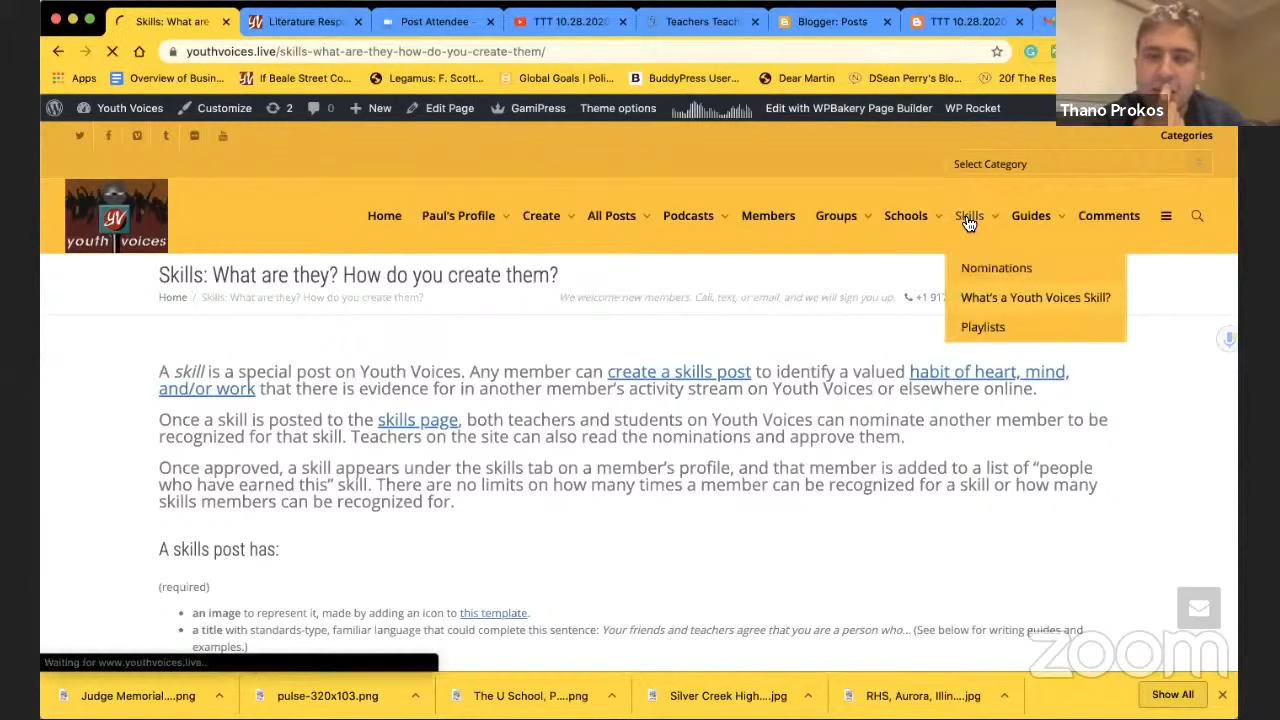 Skills: What are
Literature Resp
Post Attendee -
TTT 10.28.2020
Teachers Teach
Blogger: Posts
TTT 10.28.2020
youthvoices.live/skills-what-are-they-how-do-you-create-them/
Apps
Overview of Busin...
If Beale Street Co...
Legamus: F. Scott...
Global Goals | Poli...
BuddyPress User...
Dear Martin
DSean Perry's Blo...
20f The Res
Thano Prokos
Youth Voices
Customize
2
0
New
Edit Page
GamiPress
Theme options
Edit with WPBakery Page Builder
WP Rocket
Categories
Select Category
YV
youth voices
Home
Paul's Profile
Create
All Posts
Podcasts
Members
Groups
Schools
Skills
Guides
Comments
Nominations
What's a Youth Voices Skill?
Playlists
Skills: What are they? How do you create them?
Home / Skills: What are they? How do you create them?
We welcome new members. Call, text, or email, and we will sign you up.
+1 917
A skill is a special post on Youth Voices. Any member can create a skills post to identify a valued habit of heart, mind,
and/or work that there is evidence for in another member's activity stream on Youth Voices or elsewhere online.
Once a skill is posted to the skills page, both teachers and students on Youth Voices can nominate another member to be
recognized for that skill. Teachers on the site can also read the nominations and approve them.
Once approved, a skill appears under the skills tab on a member's profile, and that member is added to a list of “people
who have earned this” skill. There are no limits on how many times a member can be recognized for a skill or how many
skills members can be recognized for.
A skills post has:
(required)
• an image to represent it, made by adding an icon to this template.
• a title with standards-type, familiar language that could complete this sentence: Your friends and teachers agree that you are a person who... (See below for writing guides and
examples.)
Waiting for www.youthvoices.live..
zoom
Judge Memorial....png
pulse-320x103.png
The U School, P....png
Silver Creek High....jpg
RHS, Aurora, Illin....jpg
Show All